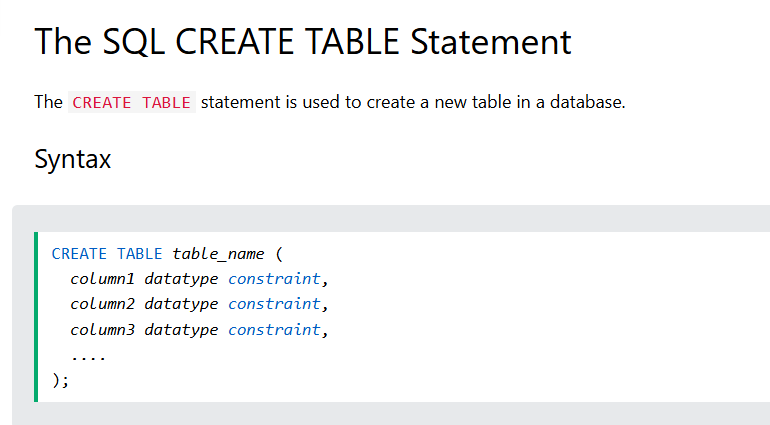 The SQL CREATE TABLE Statement
The CREATE TABLE statement is used to create a new table in a database.
Syntax
CREATE TABLE table_name (
  column1 datatype constraint,
  column2 datatype constraint,
  column3 datatype constraint,
  ....
);